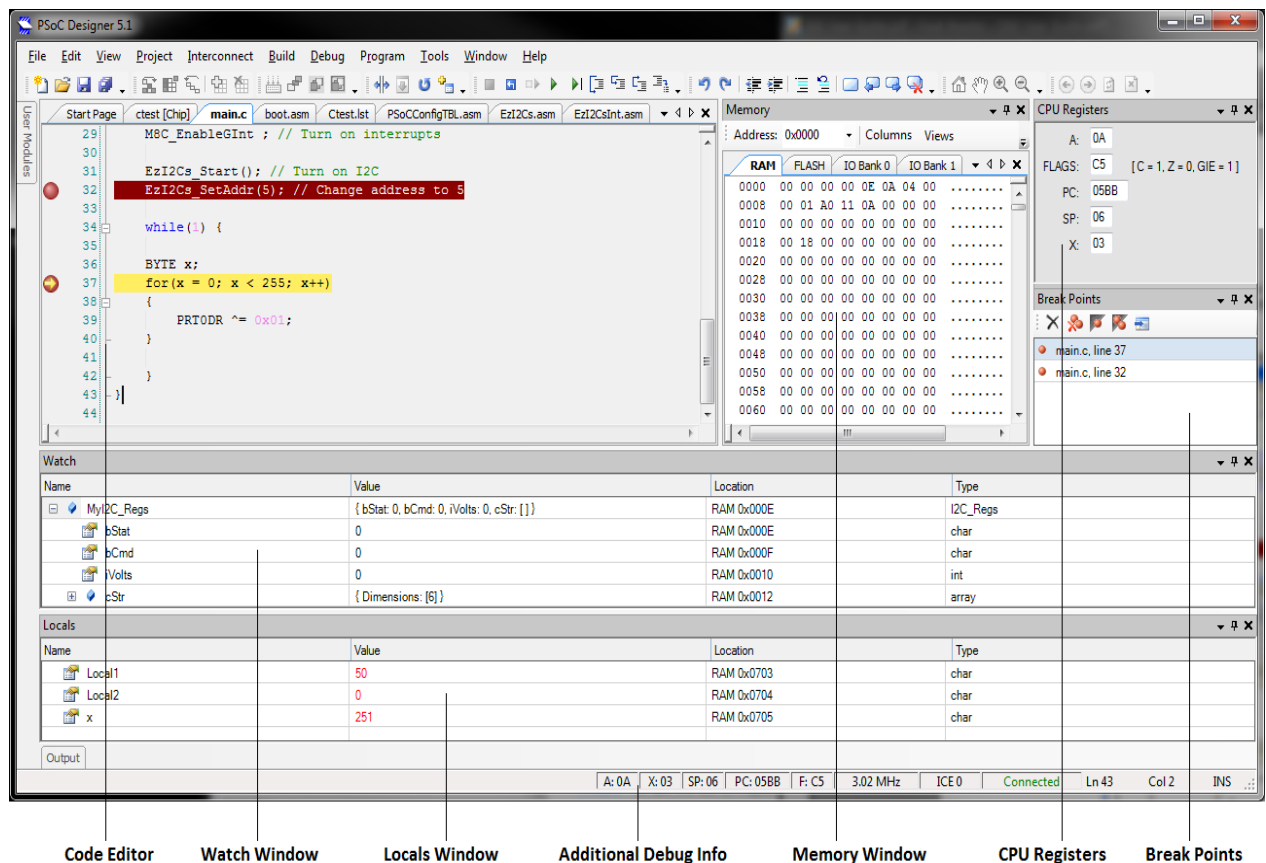 PSoC Designer 5.1
File Edit View Project Interconnect Build Debug Program Tools Window Help
User Modules
Start Page ctest [Chip] main.c boot.asm Ctest.lst PSoCConfigTBL.asm EzI2Cs.asm EzI2CsInt.asm
29 M8C_EnableGInt ; // Turn on interrupts
30
31 EzI2Cs_Start(); // Turn on I2C
32 EzI2Cs_SetAddr(5); // Change address to 5
33
34 while(1) {
35
36 BYTE x;
37 for(x = 0; x < 255; x++)
38 {
39 PRT0DR ^= 0x01;
40 }
41
42 }
43 }
44
Memory
Address: 0x0000 Columns Views
RAM FLASH IO Bank 0 IO Bank 1
0000 00 00 00 00 0E 0A 04 00 ........
0008 00 01 A0 11 0A 00 00 00 ........
0010 00 00 00 00 00 00 00 00 ........
0018 00 18 00 00 00 00 00 00 ........
0020 00 00 00 00 00 00 00 00 ........
0028 00 00 00 00 00 00 00 00 ........
0030 00 00 00 00 00 00 00 00 ........
0038 00 00 00 00 00 00 00 00 ........
0040 00 00 00 00 00 00 00 00 ........
0048 00 00 00 00 00 00 00 00 ........
0050 00 00 00 00 00 00 00 00 ........
0058 00 00 00 00 00 00 00 00 ........
0060 00 00 00 00 00 00 00 00 ........
CPU Registers
A: 0A
FLAGS: C5 [C = 1, Z = 0, GIE = 1]
PC: 05BB
SP: 06
X: 03
Break Points
main.c, line 37
main.c, line 32
Watch
Name Value Location Type
MyI2C_Regs { bStat: 0, bCmd: 0, iVolts: 0, cStr: [ ] } RAM 0x000E I2C_Regs
bStat 0 RAM 0x000E char
bCmd 0 RAM 0x000F char
iVolts 0 RAM 0x0010 int
cStr { Dimensions: [6] } RAM 0x0012 array
Locals
Name Value Location Type
Local1 50 RAM 0x0703 char
Local2 0 RAM 0x0704 char
x 251 RAM 0x0705 char
Output
A: 0A X: 03 SP: 06 PC: 05BB F: C5 3.02 MHz ICE 0 Connected Ln 43 Col 2 INS
Code Editor Watch Window Locals Window Additional Debug Info Memory Window CPU Registers Break Points